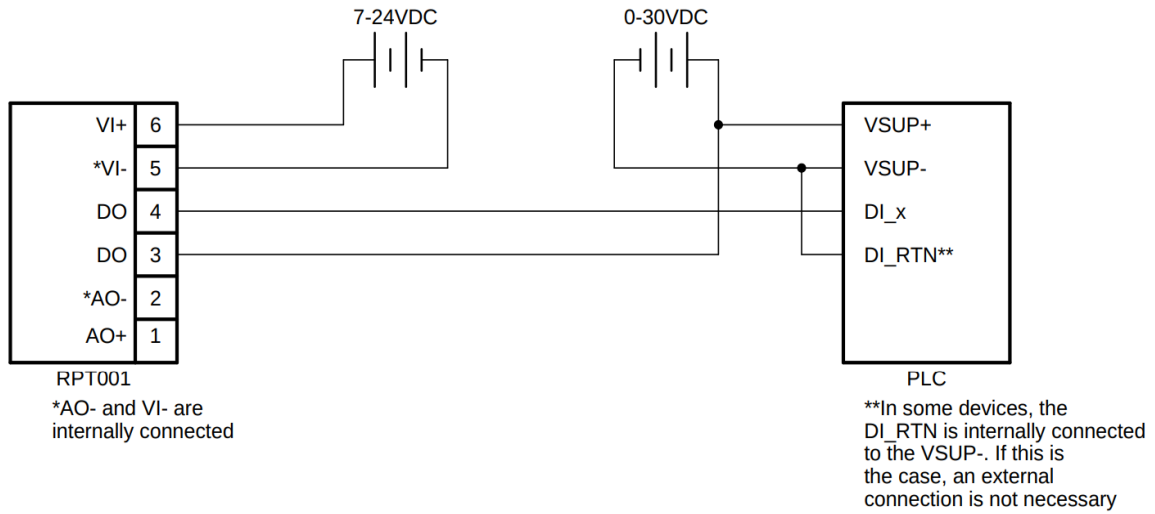 7-24VDC
0-30VDC
VI+ 6
*VI- 5
DO 4
DO 3
*AO- 2
AO+ 1
RPT001
*AO- and VI- are
internally connected
VSUP+
VSUP-
DI_x
DI_RTN**
PLC
**In some devices, the
DI_RTN is internally connected
to the VSUP-. If this is
the case, an external
connection is not necessary